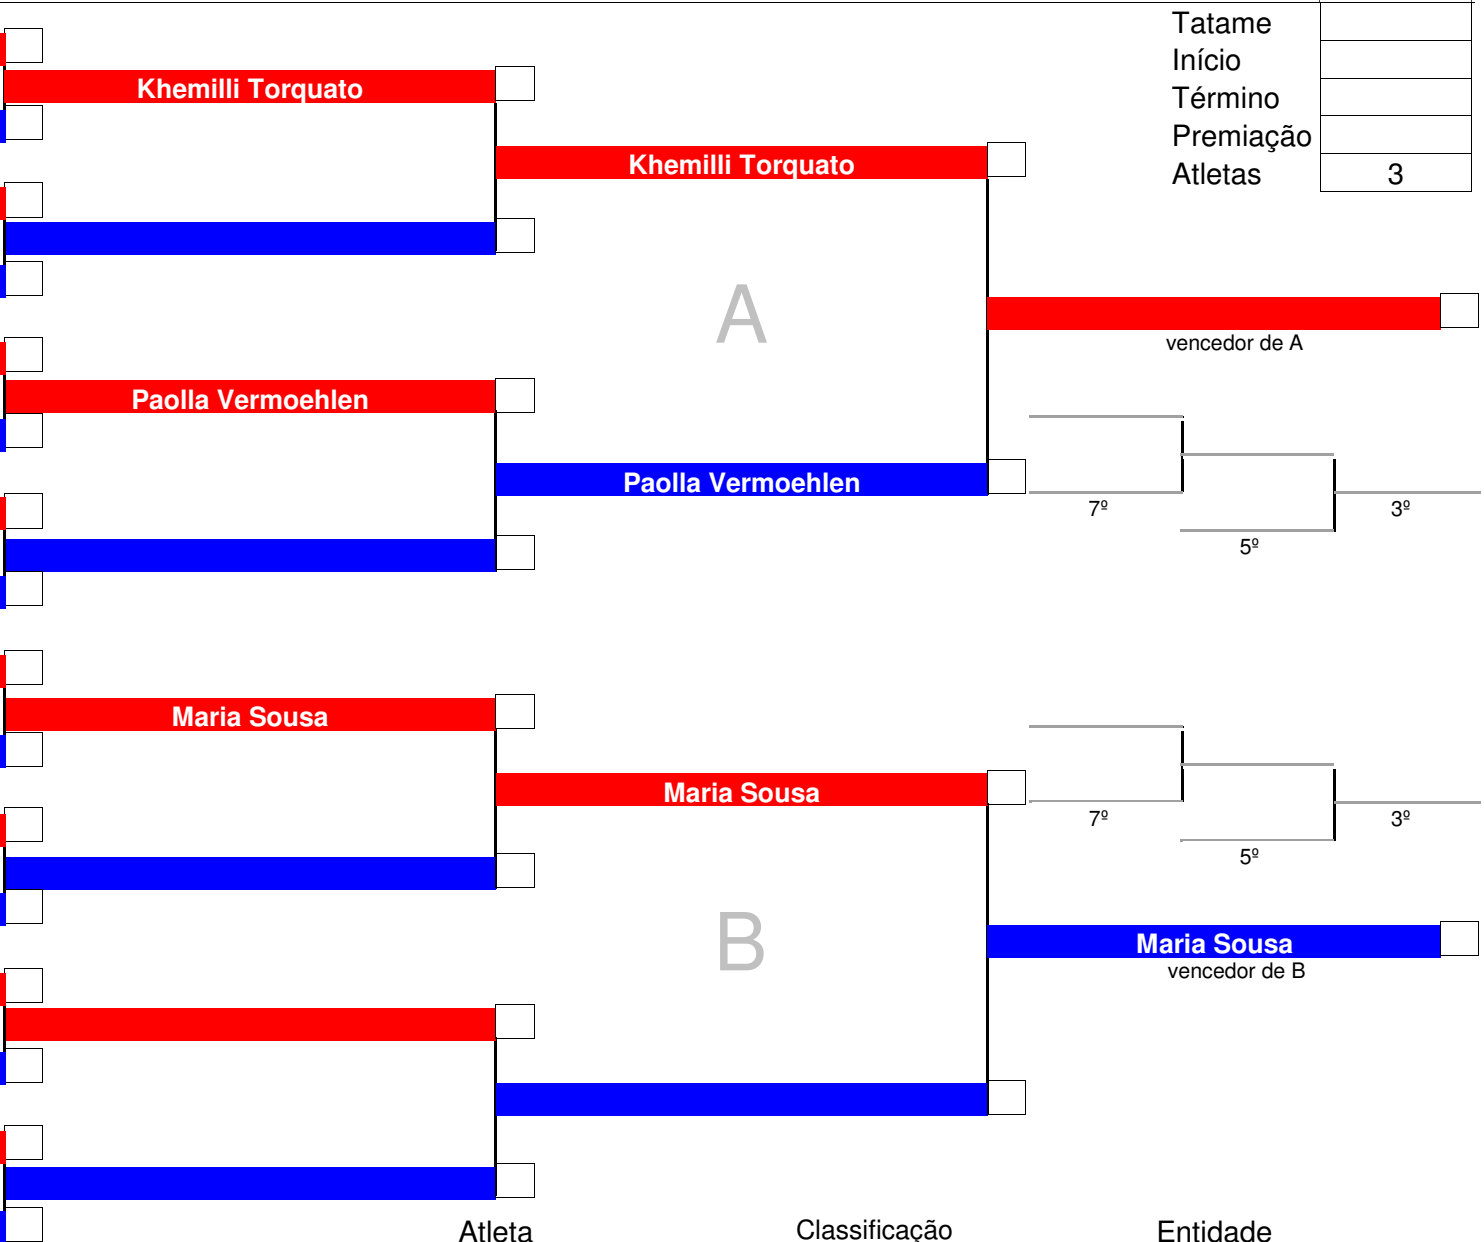 Tatame
Início
Término
Premiação
Atletas 3
Khemilli Torquato
Khemilli Torquato
A
vencedor de A
Paolla Vermoehlen
Paolla Vermoehlen
7º
3º
5º
Maria Sousa
Maria Sousa
7º
3º
5º
B
Maria Sousa
vencedor de B
Atleta Classificação Entidade